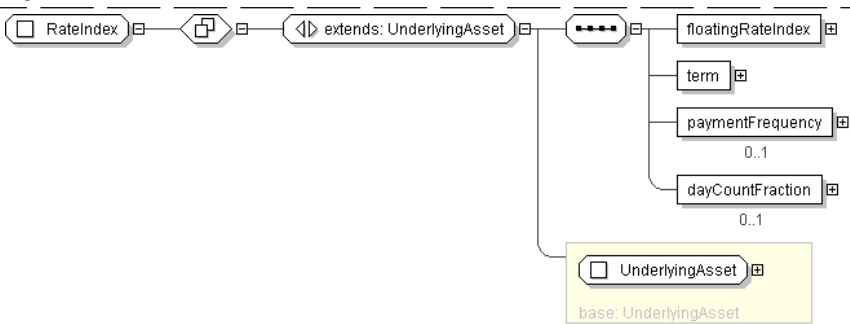 RateIndex
extends: UnderlyingAsset
floatingRateIndex
term
paymentFrequency
0..1
dayCountFraction
0..1
UnderlyingAsset
base: UnderlyingAsset